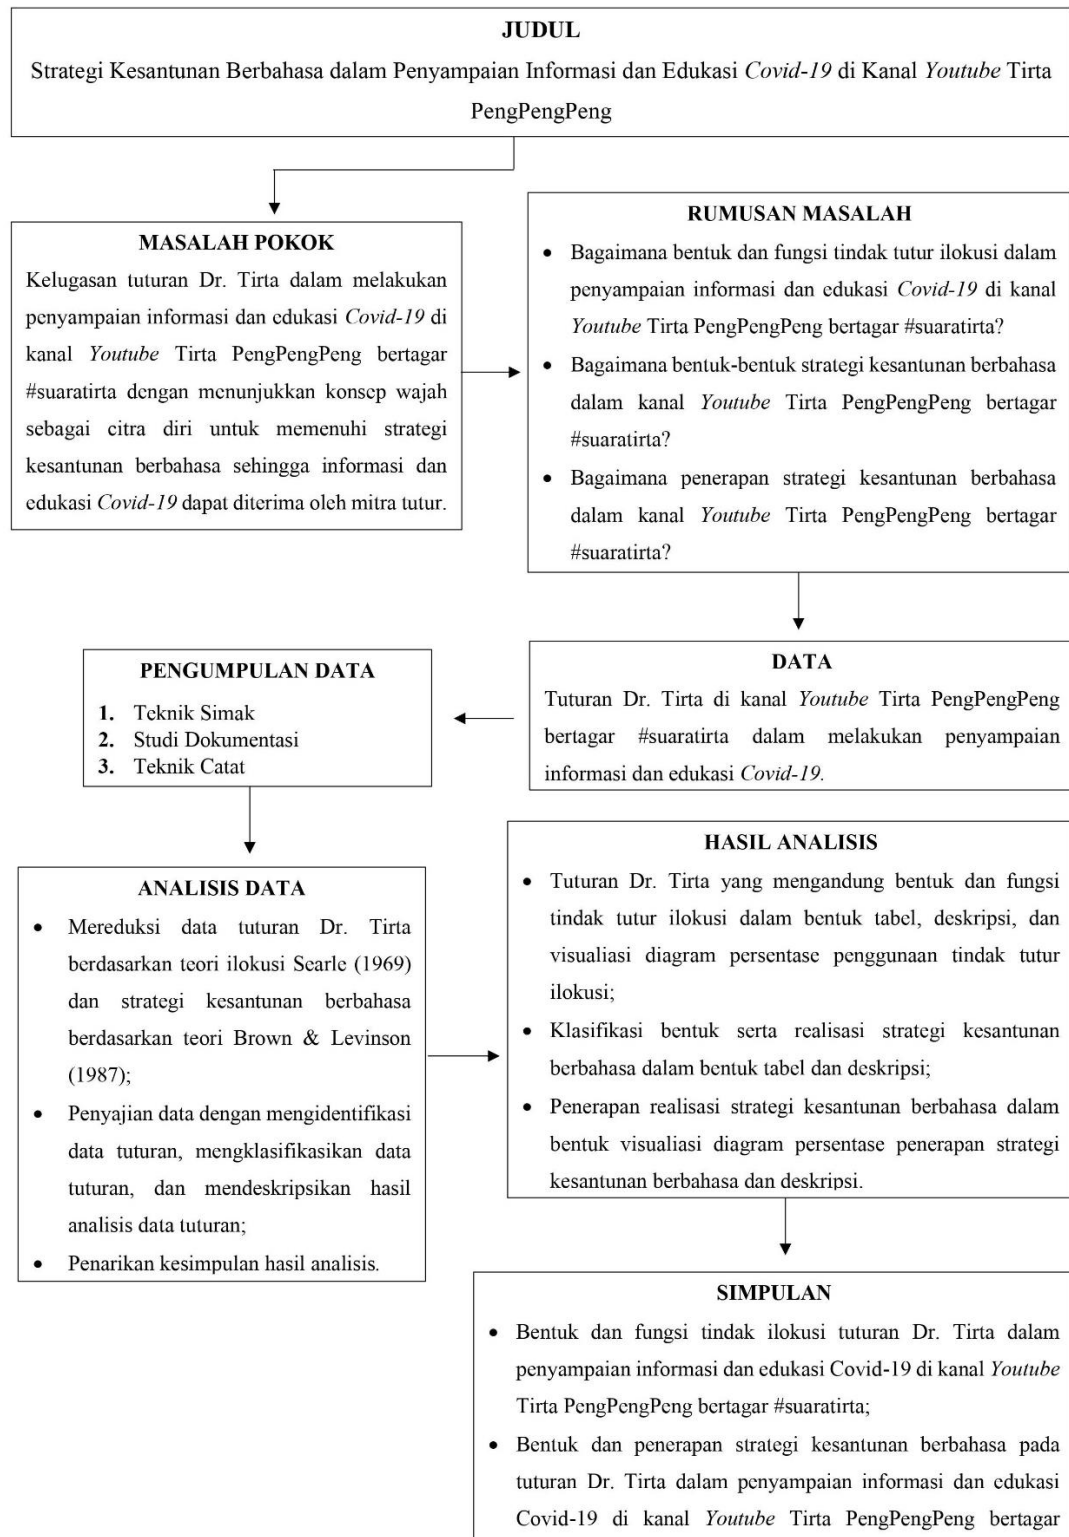 JUDUL
Strategi Kesantunan Berbahasa dalam Penyampaian Informasi dan Edukasi Covid-19 di Kanal Youtube Tirta
PengPengPeng
MASALAH POKOK
Kelugasan tuturan Dr. Tirta dalam melakukan
penyampaian informasi dan edukasi Covid-19 di
kanal Youtube Tirta PengPengPeng bertagar
#suaratirta dengan menunjukkan konsep wajah
sebagai citra diri untuk memenuhi strategi
kesantunan berbahasa sehingga informasi dan
edukasi Covid-19 dapat diterima oleh mitra tutur.
RUMUSAN MASALAH
• Bagaimana bentuk dan fungsi tindak tutur ilokusi dalam
penyampaian informasi dan edukasi Covid-19 di kanal
Youtube Tirta PengPengPeng bertagar #suaratirta?
• Bagaimana bentuk-bentuk strategi kesantunan berbahasa
dalam kanal Youtube Tirta PengPengPeng bertagar
#suaratirta?
• Bagaimana penerapan strategi kesantunan berbahasa
dalam kanal Youtube Tirta PengPengPeng bertagar
#suaratirta?
DATA
Tuturan Dr. Tirta di kanal Youtube Tirta PengPengPeng
bertagar #suaratirta dalam melakukan penyampaian
informasi dan edukasi Covid-19.
PENGUMPULAN DATA
1. Teknik Simak
2. Studi Dokumentasi
3. Teknik Catat
ANALISIS DATA
• Mereduksi data tuturan Dr. Tirta
berdasarkan teori ilokusi Searle (1969)
dan strategi kesantunan berbahasa
berdasarkan teori Brown & Levinson
(1987);
• Penyajian data dengan mengidentifikasi
data tuturan, mengklasifikasikan data
tuturan, dan mendeskripsikan hasil
analisis data tuturan;
• Penarikan kesimpulan hasil analisis.
HASIL ANALISIS
• Tuturan Dr. Tirta yang mengandung bentuk dan fungsi
tindak tutur ilokusi dalam bentuk tabel, deskripsi, dan
visualiasi diagram persentase penggunaan tindak tutur
ilokusi;
• Klasifikasi bentuk serta realisasi strategi kesantunan
berbahasa dalam bentuk tabel dan deskripsi;
• Penerapan realisasi strategi kesantunan berbahasa dalam
bentuk visualiasi diagram persentase penerapan strategi
kesantunan berbahasa dan deskripsi.
SIMPULAN
• Bentuk dan fungsi tindak ilokusi tuturan Dr. Tirta dalam
penyampaian informasi dan edukasi Covid-19 di kanal Youtube
Tirta PengPengPeng bertagar #suaratirta;
• Bentuk dan penerapan strategi kesantunan berbahasa pada
tuturan Dr. Tirta dalam penyampaian informasi dan edukasi
Covid-19 di kanal Youtube Tirta PengPengPeng bertagar